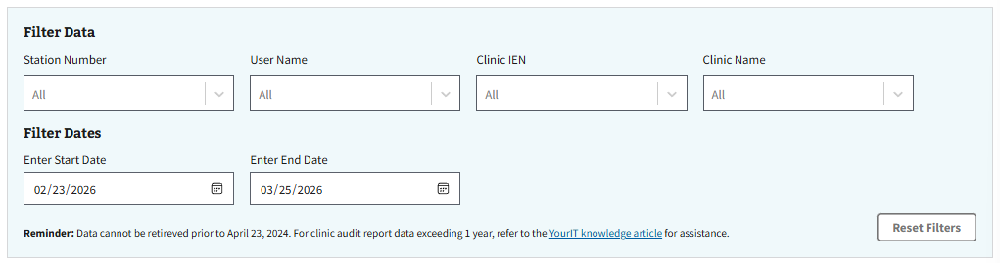 Filter Data
Station Number User Name Clinic IEN Clinic Name
All All All All
Filter Dates
Enter Start Date Enter End Date
02/23/2026 03/25/2026
Reminder: Data cannot be retireved prior to April 23, 2024. For clinic audit report data exceeding 1 year, refer to the YourIT knowledge article for assistance.
Reset Filters